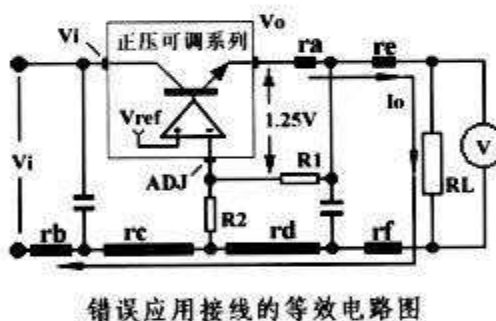 Vi
正压可调系列
Vo
ra
re
Vref
1.25V
Io
Vi
ADJ
R1
R2
RL
V
rb
rc
rd
rf
错误应用接线的等效电路图